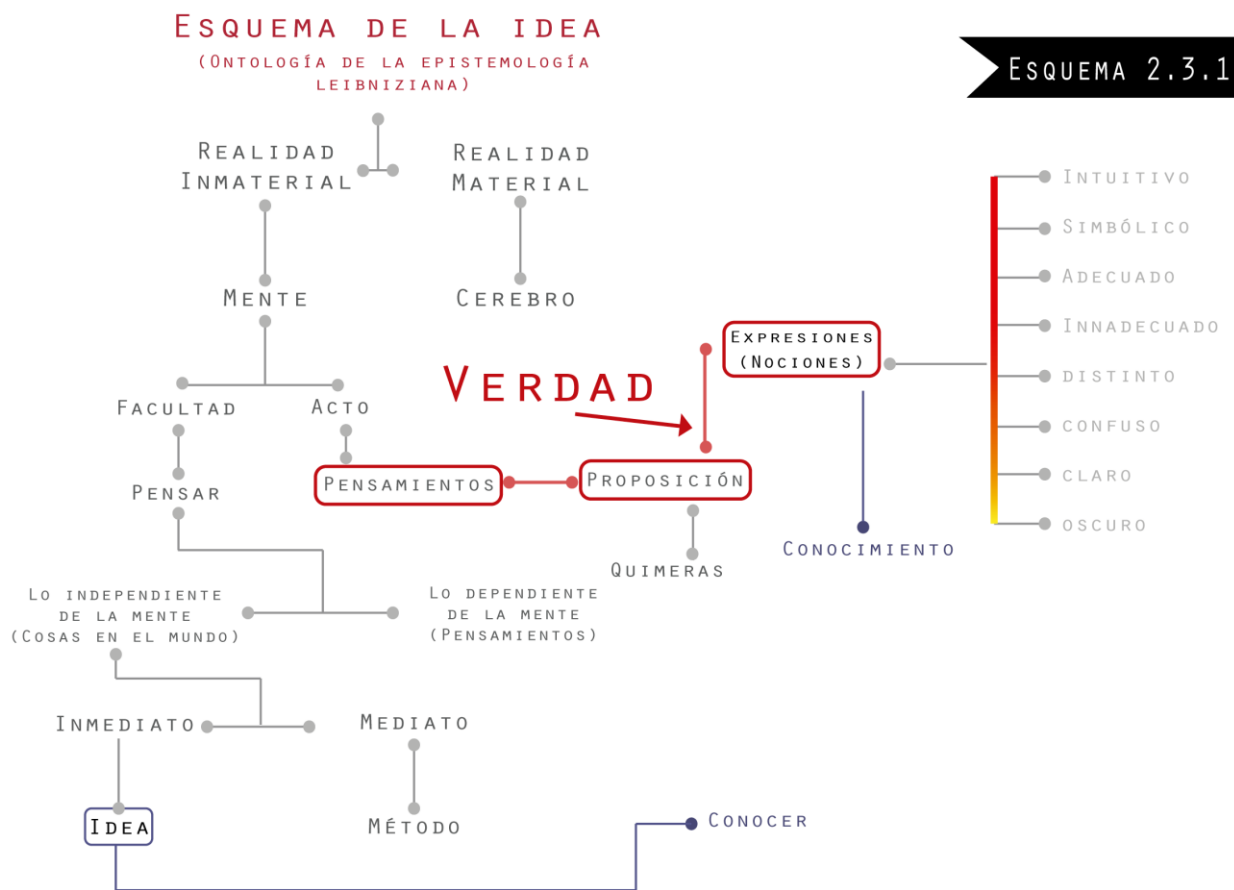 Esquema de la idea
(Ontología de la epistemología
leibniziana)
Esquema 2.3.1
Realidad
Inmaterial
Realidad
Material
Mente
Cerebro
Facultad
Acto
Pensar
Pensamientos
Verdad
Proposición
Quimeras
Expresiones
(Nociones)
Conocimiento
Intuitivo
Simbólico
Adecuado
Innadecuado
distinto
confuso
claro
oscuro
Lo independiente
de la mente
(Cosas en el mundo)
Lo dependiente
de la mente
(Pensamientos)
Inmediato
Mediato
Idea
Método
Conocer